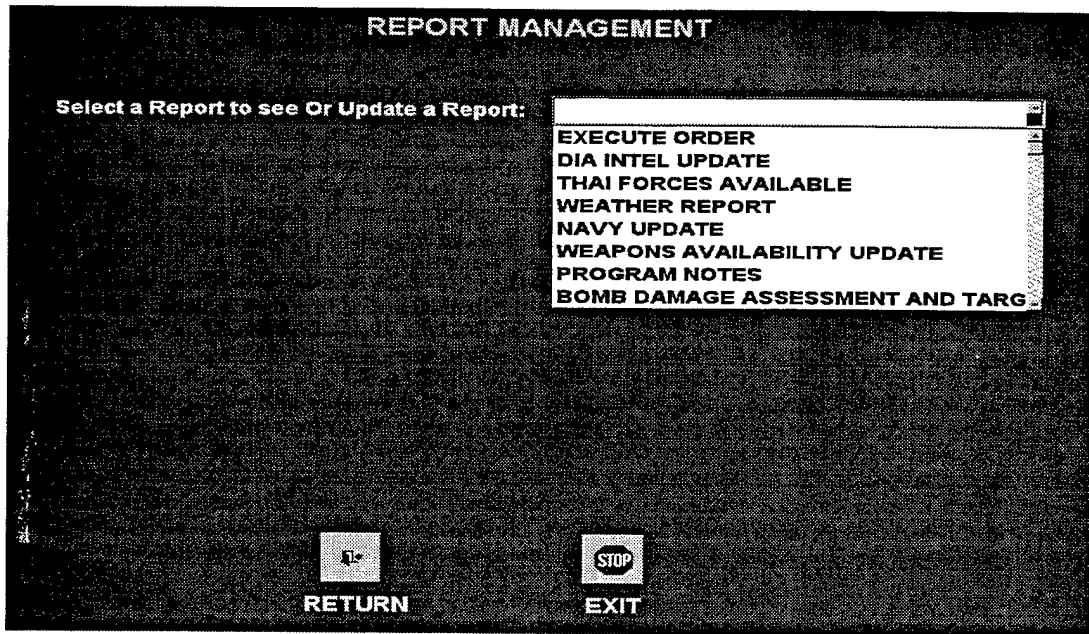 REPORT MANAGEMENT
Select a Report to see Or Update a Report:
EXECUTE ORDER
DIA INTEL UPDATE
THAI FORCES AVAILABLE
WEATHER REPORT
NAVY UPDATE
WEAPONS AVAILABILITY UPDATE
PROGRAM NOTES
BOMB DAMAGE ASSESSMENT AND TARG
STOP
RETURN
EXIT